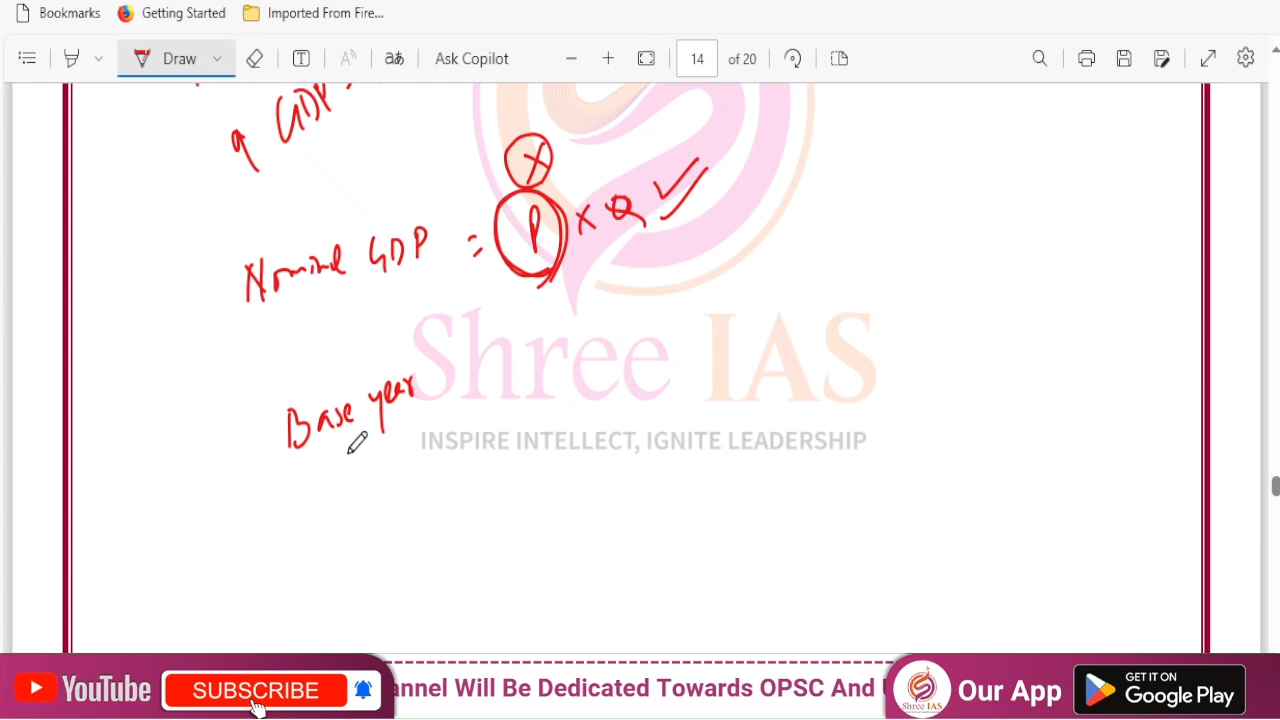 Bookmarks Getting Started Imported From Fire...
Draw Ask Copilot 14 of 20
GDP
X
Nominal GDP = P x Q
Base year
Shree IAS
INSPIRE INTELLECT, IGNITE LEADERSHIP
YouTube SUBSCRIBE annel Will Be Dedicated Towards OPSC And Shree IAS Our App GET IT ON Google Play